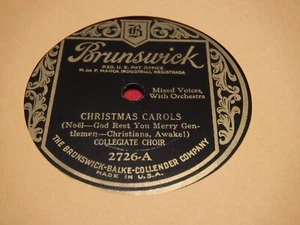 Brunswick
REG. U.S. PAT. OFFICE
M. DE F. MARCA INDUSTRIAL REGISTRADA
Mixed Voices,
With Orchestra
CHRISTMAS CAROLS
(Noël—God Rest You Merry Gen-
tlemen—Christians, Awake!)
COLLEGIATE CHOIR
2726-A
THE BRUNSWICK-BALKE-COLLENDER COMPANY
MADE IN U.S.A.